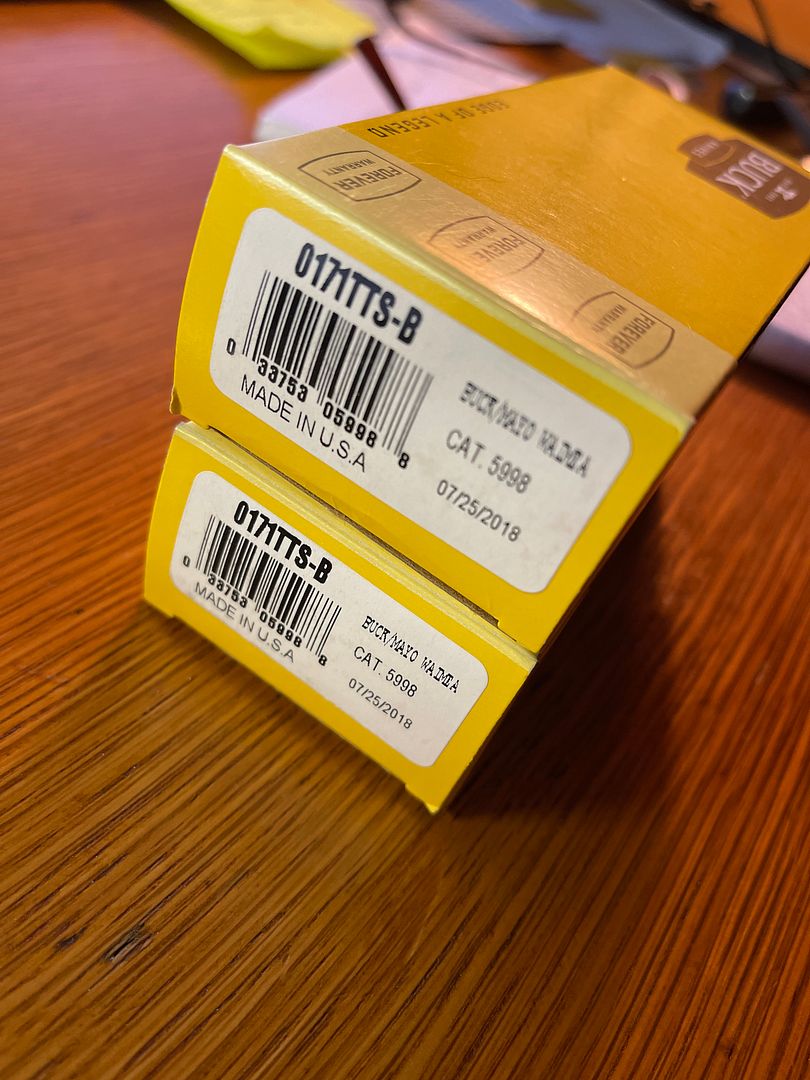 EDGE OF A LEGEND
BUCK
KNIVES
FOREVER
WARRANTY
FOREVER
WARRANTY
FOREVER
WARRANTY
0171TTS-B
0 33753 05998 8
MADE IN U.S.A
BUCK/MAYO WAIMEA
CAT. 5998
07/25/2018
0171TTS-B
0 33753 05998 8
MADE IN U.S.A
BUCK/MAYO WAIMEA
CAT. 5998
07/25/2018